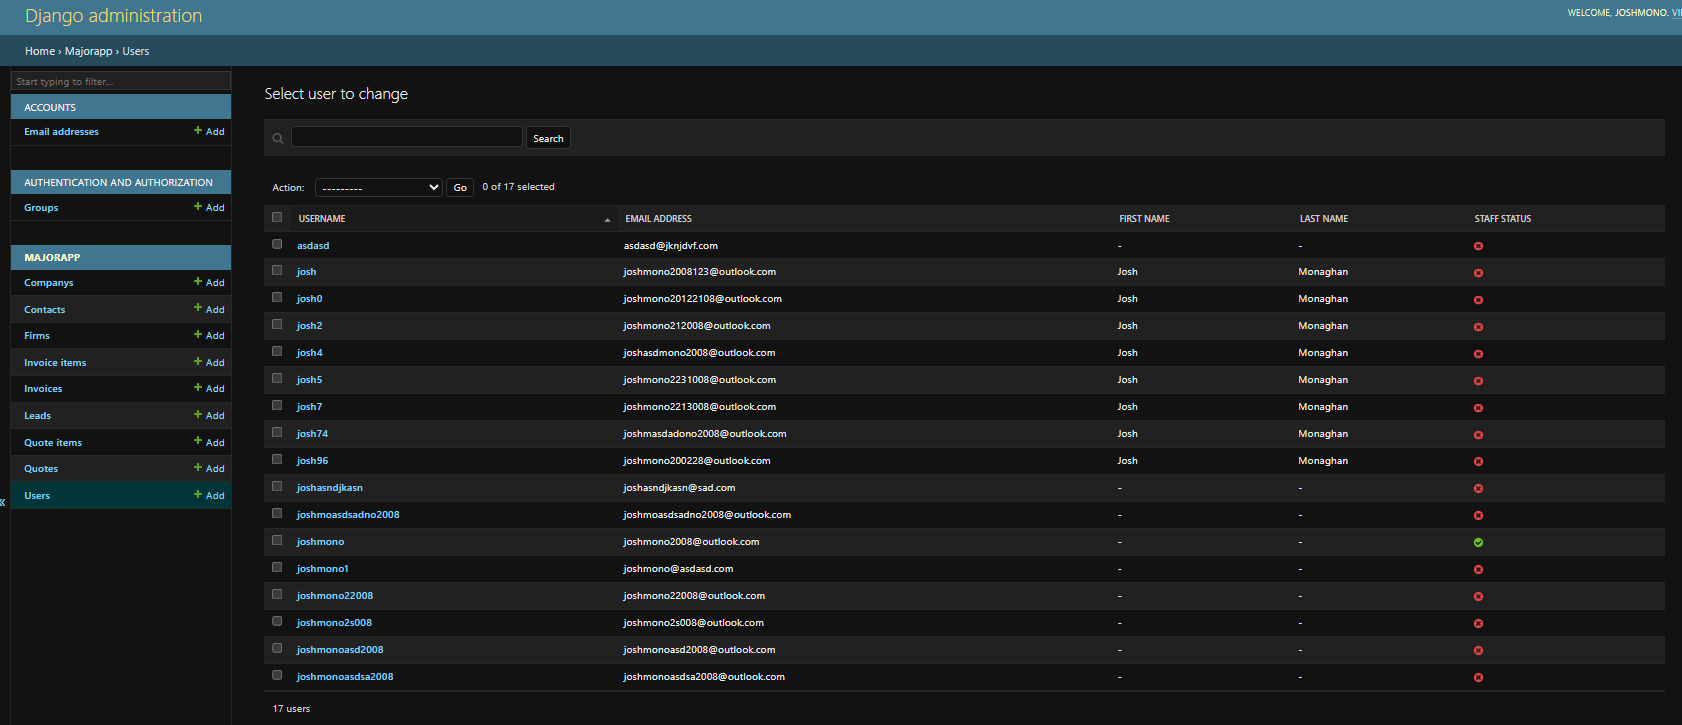 Django administration
WELCOME, JOSHMONO.
Home › Majorapp › Users
Start typing to filter...
ACCOUNTS
Email addresses + Add
AUTHENTICATION AND AUTHORIZATION
Groups + Add
MAJORAPP
Companys + Add
Contacts + Add
Firms + Add
Invoice items + Add
Invoices + Add
Leads + Add
Quote items + Add
Quotes + Add
Users + Add
«
Select user to change
Search
Action: --------- Go 0 of 17 selected
USERNAME EMAIL ADDRESS FIRST NAME LAST NAME STAFF STATUS
asdasd asdasd@jknjdvf.com - -
josh joshmono2008123@outlook.com Josh Monaghan
josh0 joshmono20122108@outlook.com Josh Monaghan
josh2 joshmono212008@outlook.com Josh Monaghan
josh4 joshasdmono2008@outlook.com Josh Monaghan
josh5 joshmono2231008@outlook.com Josh Monaghan
josh7 joshmono2213008@outlook.com Josh Monaghan
josh74 joshmasdadono2008@outlook.com Josh Monaghan
josh96 joshmono200228@outlook.com Josh Monaghan
joshasndjkasn joshasndjkasn@sad.com - -
joshmoasdsadno2008 joshmoasdsadno2008@outlook.com - -
joshmono joshmono2008@outlook.com - -
joshmono1 joshmono@asdasd.com - -
joshmono22008 joshmono22008@outlook.com - -
joshmono2s008 joshmono2s008@outlook.com - -
joshmonoasd2008 joshmonoasd2008@outlook.com - -
joshmonoasdsa2008 joshmonoasdsa2008@outlook.com - -
17 users